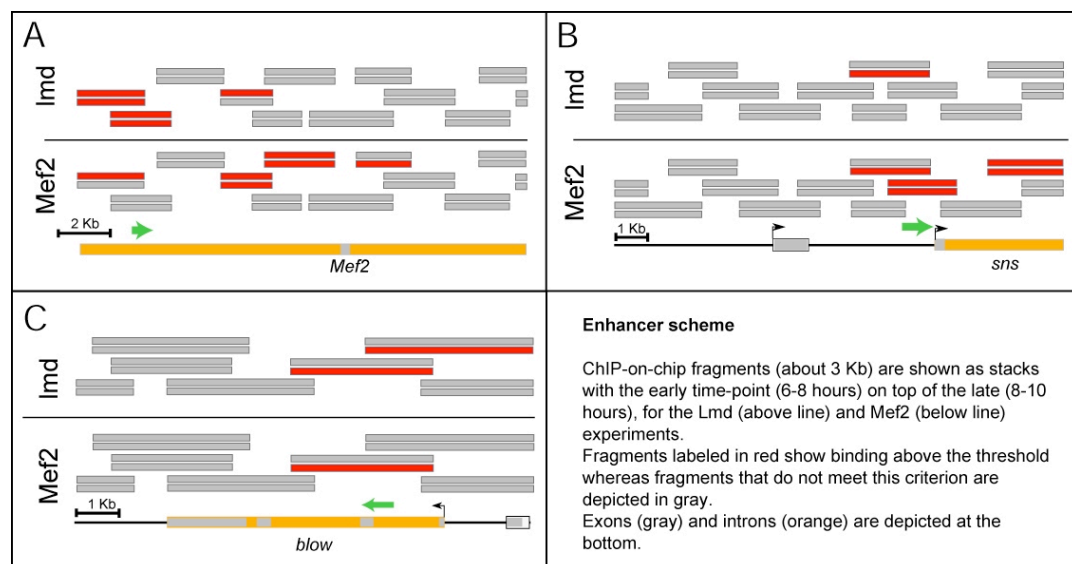 A
lmd
Mef2
2 Kb
Mef2
B
lmd
Mef2
1 Kb
sns
C
lmd
Mef2
1 Kb
blow
Enhancer scheme
ChIP-on-chip fragments (about 3 Kb) are shown as stacks
with the early time-point (6-8 hours) on top of the late (8-10
hours), for the Lmd (above line) and Mef2 (below line)
experiments.
Fragments labeled in red show binding above the threshold
whereas fragments that do not meet this criterion are
depicted in gray.
Exons (gray) and introns (orange) are depicted at the
bottom.